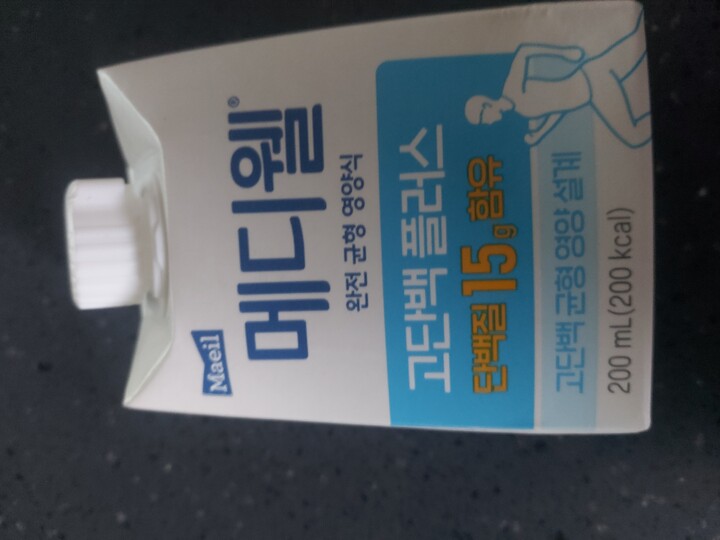 Maeil
메디웰®
완전 균형 영양식
고단백 플러스
단백질 15g 함유
고단백 균형 영양 설계
200 mL(200 kcal)